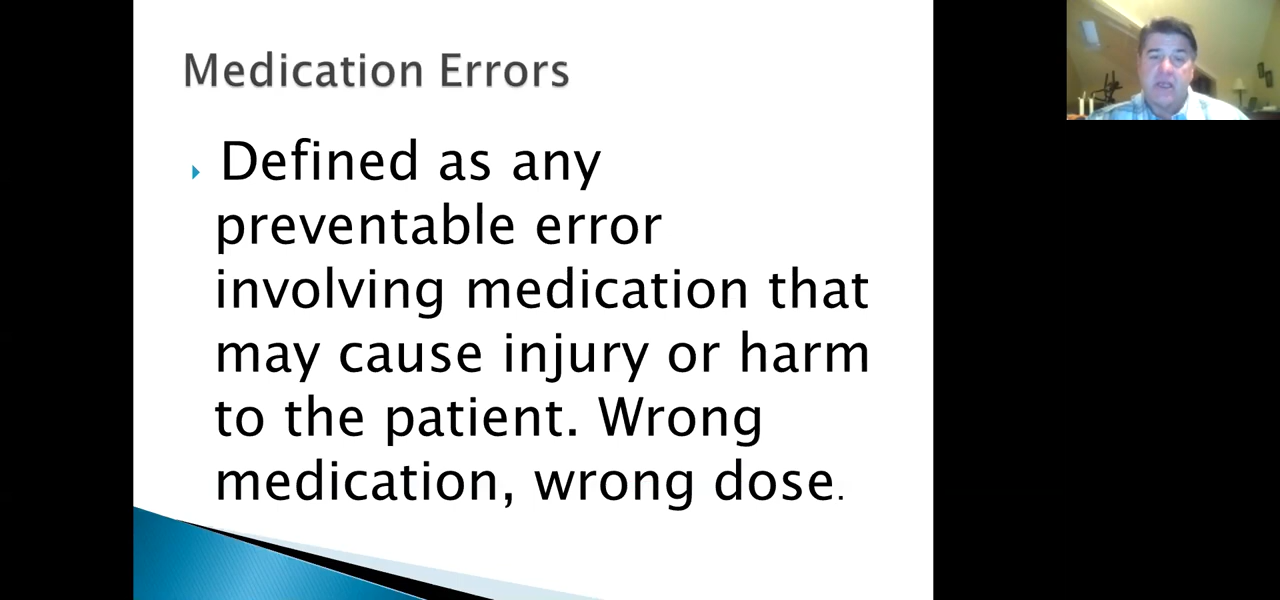 Medication Errors
Defined as any
preventable error
involving medication that
may cause injury or harm
to the patient. Wrong
medication, wrong dose.